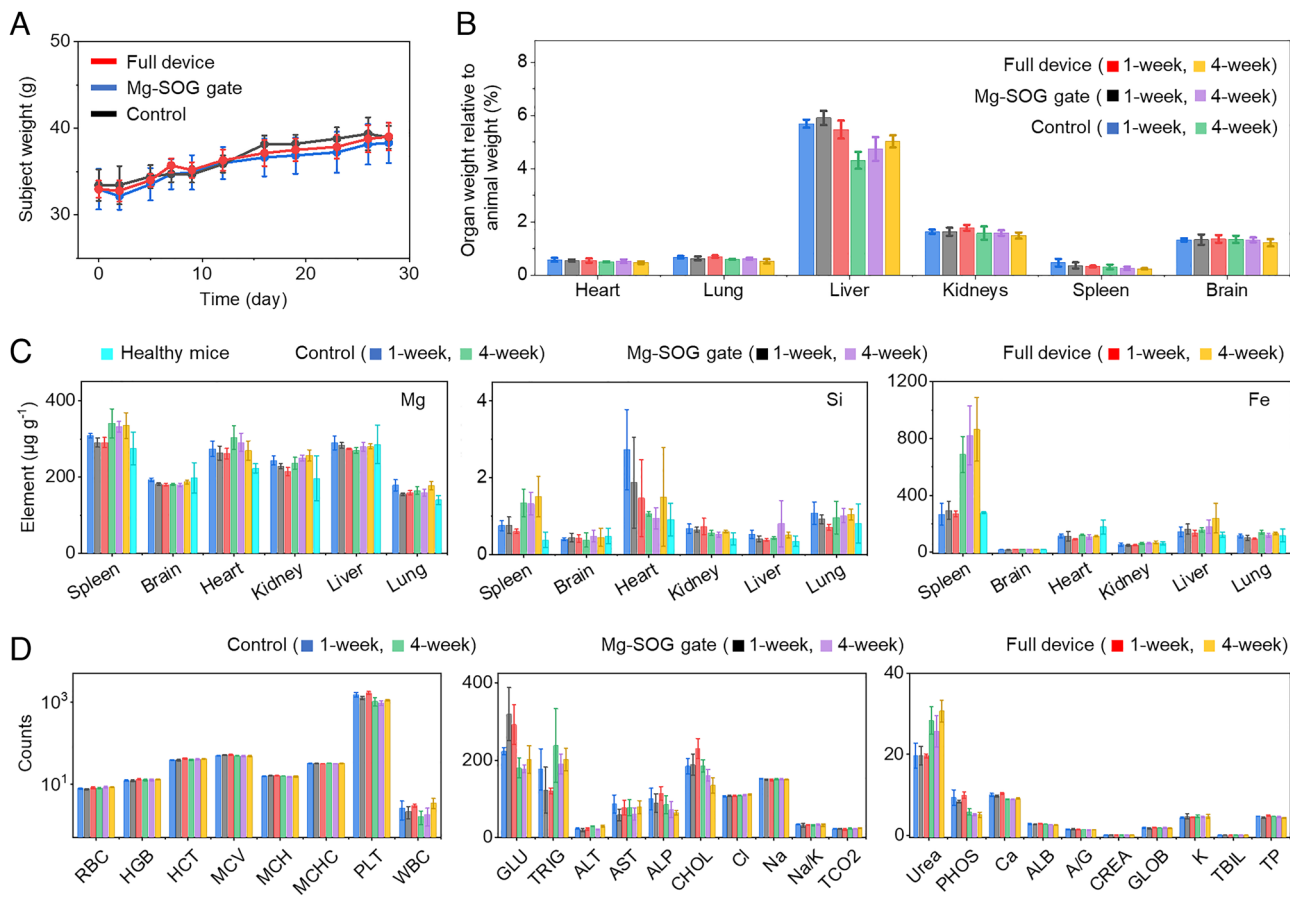 A
50
40
30
Subject weight (g)
Full device
Mg-SOG gate
Control
0
10
20
30
Time (day)
B
8
6
4
2
0
Organ weight relative to
animal weight (%)
Full device ( 1-week, 4-week)
Mg-SOG gate ( 1-week, 4-week)
Control ( 1-week, 4-week)
Heart
Lung
Liver
Kidneys
Spleen
Brain
C
Healthy mice
Control ( 1-week, 4-week)
Mg-SOG gate ( 1-week, 4-week)
Full device ( 1-week, 4-week)
Element (µg g⁻¹)
400
200
0
Mg
Spleen
Brain
Heart
Kidney
Liver
Lung
4
2
0
Si
Spleen
Brain
Heart
Kidney
Liver
Lung
1200
800
400
0
Fe
Spleen
Brain
Heart
Kidney
Liver
Lung
D
Control ( 1-week, 4-week)
Mg-SOG gate ( 1-week, 4-week)
Full device ( 1-week, 4-week)
Counts
10³
10¹
RBC
HGB
HCT
MCV
MCH
MCHC
PLT
WBC
400
200
0
GLU
TRIG
ALT
AST
ALP
CHOL
Cl
Na
Na/K
TCO2
40
20
0
Urea
PHOS
Ca
ALB
A/G
CREA
GLOB
K
TBIL
TP